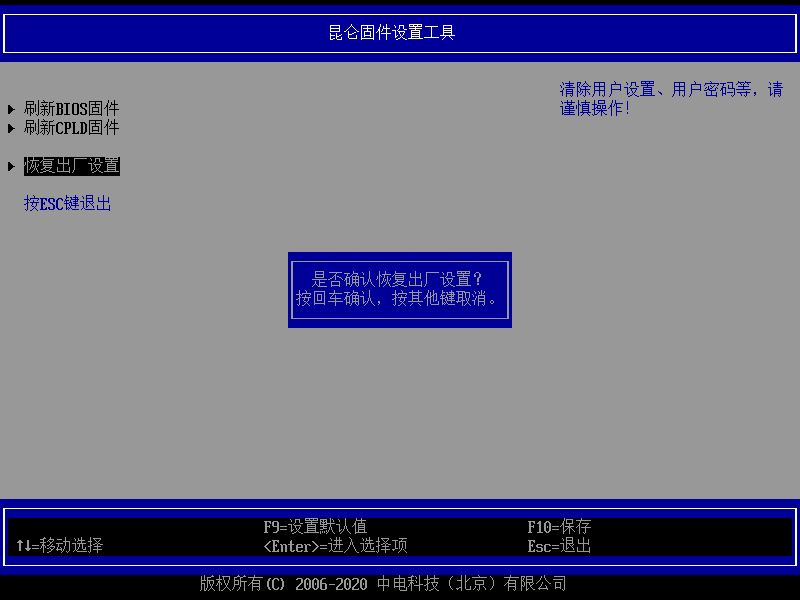 昆仑固件设置工具
▶ 刷新BIOS固件
▶ 刷新CPLD固件
▶ 恢复出厂设置
按ESC键退出
清除用户设置、用户密码等，请
谨慎操作！
是否确认恢复出厂设置？
按回车确认，按其他键取消。
F9=设置默认值 F10=保存
↑↓=移动选择 <Enter>=进入选择项 Esc=退出
版权所有(C) 2006-2020 中电科技（北京）有限公司